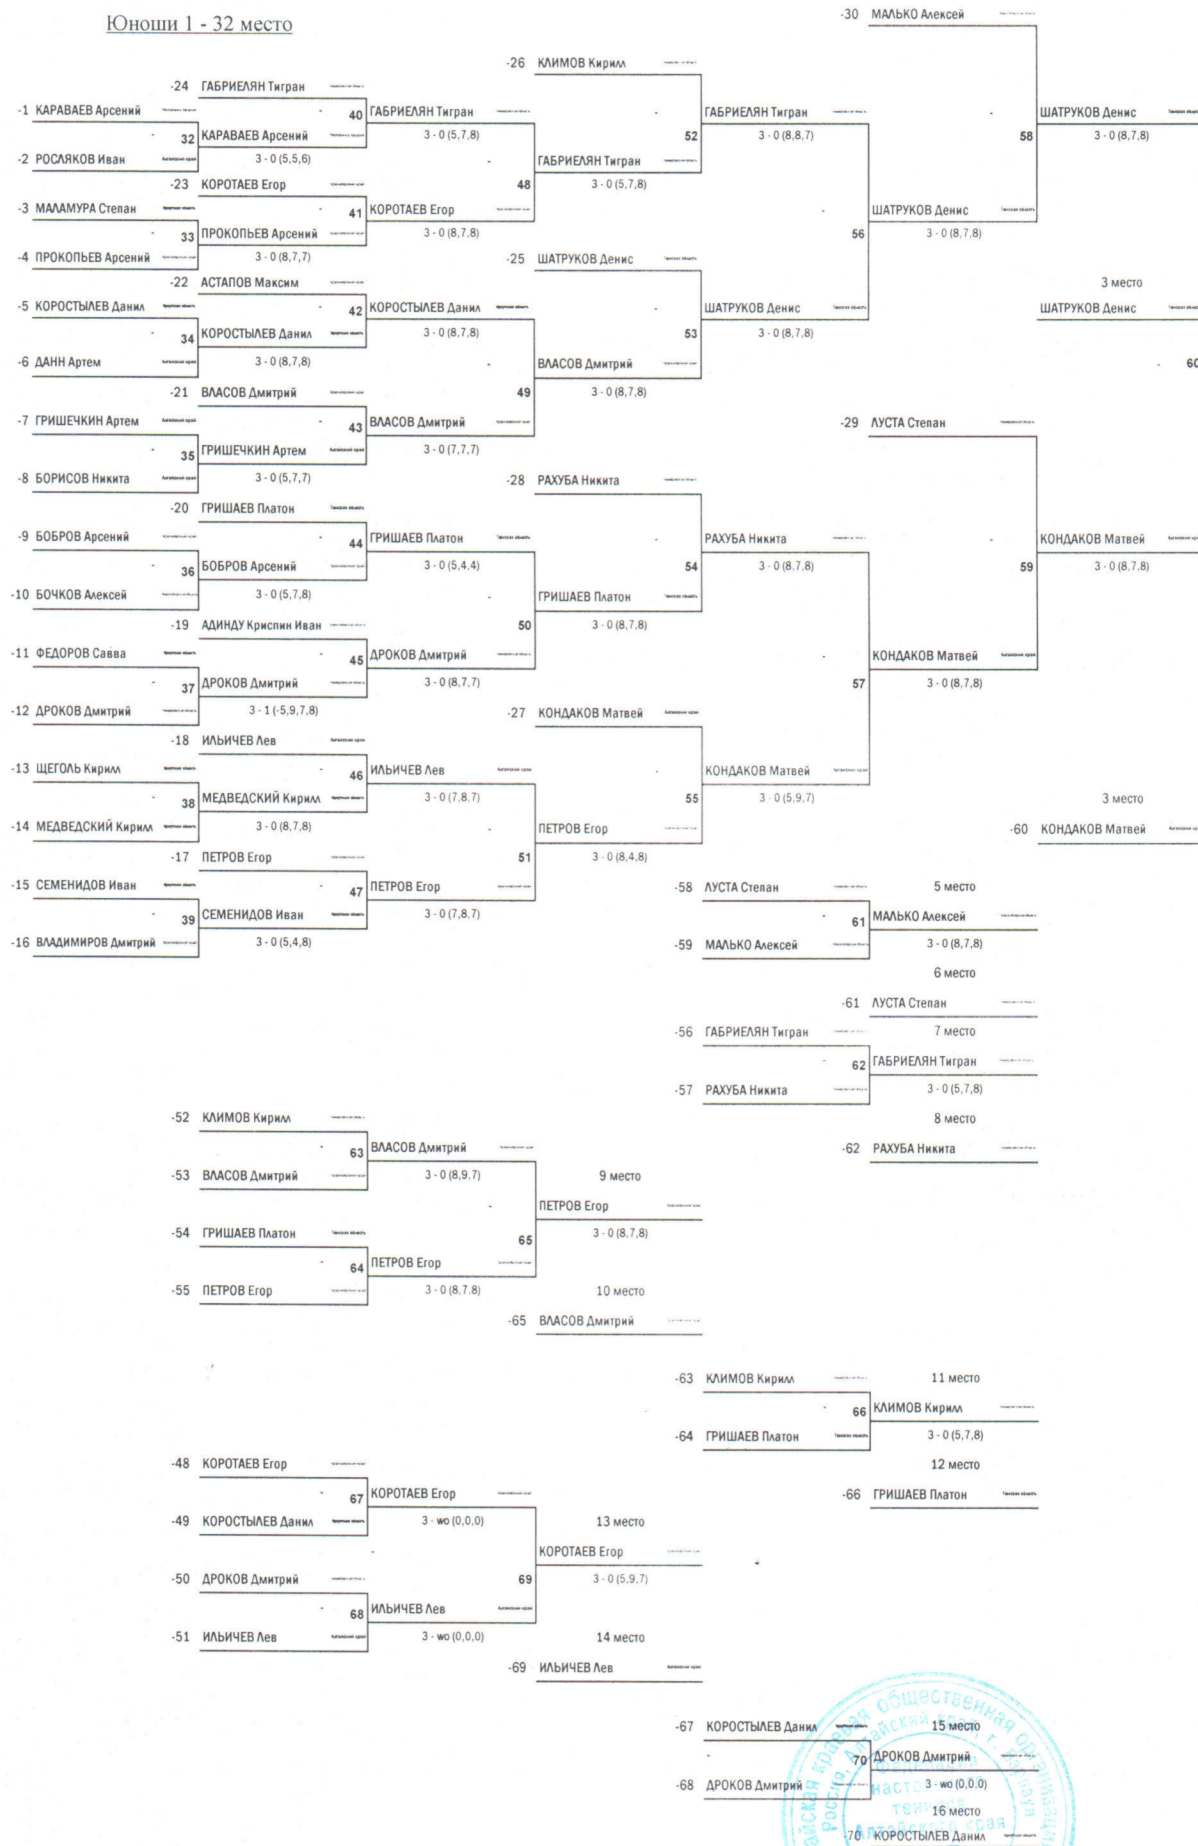 Юноши 1 - 32 место
-30 МАЛЬКО Алексей
-26 КЛИМОВ Кирилл
-24 ГАБРИЕЛЯН Тигран
-1 КАРАВАЕВ Арсений
40 ГАБРИЕЛЯН Тигран
ГАБРИЕЛЯН Тигран
ШАТРУКОВ Денис
32 КАРАВАЕВ Арсений
3 - 0 (5,7,8)
52
3 - 0 (8,8,7)
58
3 - 0 (8,7,8)
-2 РОСЛЯКОВ Иван
3 - 0 (5,5,6)
ГАБРИЕЛЯН Тигран
-23 КОРОТАЕВ Егор
48
3 - 0 (5,7,8)
-3 МАЛАМУРА Степан
41 КОРОТАЕВ Егор
ШАТРУКОВ Денис
33 ПРОКОПЬЕВ Арсений
3 - 0 (8,7,8)
56
3 - 0 (8,7,8)
-4 ПРОКОПЬЕВ Арсений
3 - 0 (8,7,7)
-25 ШАТРУКОВ Денис
-22 АСТАПОВ Максим
3 место
-5 КОРОСТЫЛЕВ Данил
42 КОРОСТЫЛЕВ Данил
ШАТРУКОВ Денис
ШАТРУКОВ Денис
34 КОРОСТЫЛЕВ Данил
3 - 0 (8,7,8)
53
3 - 0 (8,7,8)
-6 ДАНН Артем
3 - 0 (8,7,8)
ВЛАСОВ Дмитрий
60
-21 ВЛАСОВ Дмитрий
49
3 - 0 (8,7,8)
-7 ГРИШЕЧКИН Артем
43 ВЛАСОВ Дмитрий
-29 ЛУСТА Степан
35 ГРИШЕЧКИН Артем
3 - 0 (7,7,7)
-8 БОРИСОВ Никита
3 - 0 (5,7,7)
-28 РАХУБА Никита
-20 ГРИШАЕВ Платон
-9 БОБРОВ Арсений
44 ГРИШАЕВ Платон
РАХУБА Никита
КОНДАКОВ Матвей
36 БОБРОВ Арсений
3 - 0 (5,4,4)
54
3 - 0 (8,7,8)
59
3 - 0 (8,7,8)
-10 БОЧКОВ Алексей
3 - 0 (5,7,8)
ГРИШАЕВ Платон
-19 АДИНДУ Криспин Иван
50
3 - 0 (8,7,8)
-11 ФЕДОРОВ Савва
45 ДРОКОВ Дмитрий
КОНДАКОВ Матвей
37 ДРОКОВ Дмитрий
3 - 0 (8,7,7)
57
3 - 0 (8,7,8)
-12 ДРОКОВ Дмитрий
3 - 1 (-5,9,7,8)
-27 КОНДАКОВ Матвей
-18 ИЛЬИЧЕВ Лев
-13 ЩЕГОЛЬ Кирилл
46 ИЛЬИЧЕВ Лев
КОНДАКОВ Матвей
38 МЕДВЕДСКИЙ Кирилл
3 - 0 (7,8,7)
55
3 - 0 (5,9,7)
3 место
-14 МЕДВЕДСКИЙ Кирилл
3 - 0 (8,7,8)
ПЕТРОВ Егор
-60 КОНДАКОВ Матвей
-17 ПЕТРОВ Егор
51
3 - 0 (8,4,8)
-15 СЕМЕНИДОВ Иван
47 ПЕТРОВ Егор
-58 ЛУСТА Степан
5 место
39 СЕМЕНИДОВ Иван
3 - 0 (7,8,7)
61 МАЛЬКО Алексей
-16 ВЛАДИМИРОВ Дмитрий
3 - 0 (5,4,8)
-59 МАЛЬКО Алексей
3 - 0 (8,7,8)
6 место
-61 ЛУСТА Степан
-56 ГАБРИЕЛЯН Тигран
7 место
62 ГАБРИЕЛЯН Тигран
-57 РАХУБА Никита
3 - 0 (5,7,8)
-52 КЛИМОВ Кирилл
8 место
63 ВЛАСОВ Дмитрий
-62 РАХУБА Никита
-53 ВЛАСОВ Дмитрий
3 - 0 (8,9,7)
9 место
ПЕТРОВ Егор
-54 ГРИШАЕВ Платон
65
3 - 0 (8,7,8)
64 ПЕТРОВ Егор
-55 ПЕТРОВ Егор
3 - 0 (8,7,8)
10 место
-65 ВЛАСОВ Дмитрий
-63 КЛИМОВ Кирилл
11 место
66 КЛИМОВ Кирилл
-64 ГРИШАЕВ Платон
3 - 0 (5,7,8)
-48 КОРОТАЕВ Егор
12 место
67 КОРОТАЕВ Егор
-66 ГРИШАЕВ Платон
-49 КОРОСТЫЛЕВ Данил
3 - wo (0,0,0)
13 место
КОРОТАЕВ Егор
-50 ДРОКОВ Дмитрий
69
3 - 0 (5,9,7)
68 ИЛЬИЧЕВ Лев
-51 ИЛЬИЧЕВ Лев
3 - wo (0,0,0)
14 место
-69 ИЛЬИЧЕВ Лев
-67 КОРОСТЫЛЕВ Данил
15 место
70 ДРОКОВ Дмитрий
-68 ДРОКОВ Дмитрий
3 - wo (0,0,0)
16 место
-70 КОРОСТЫЛЕВ Данил
краевая общественная организация
Россия, Алтайский край, г. Барнаул
Федерация
настольного
тенниса
Алтайского края